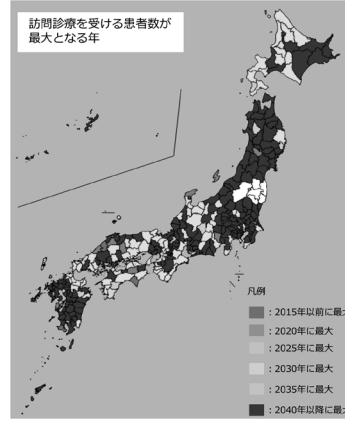 訪問診療を受ける患者数が
最大となる年
凡例
：2015年以前に最大
：2020年に最大
：2025年に最大
：2030年に最大
：2035年に最大
：2040年以降に最大